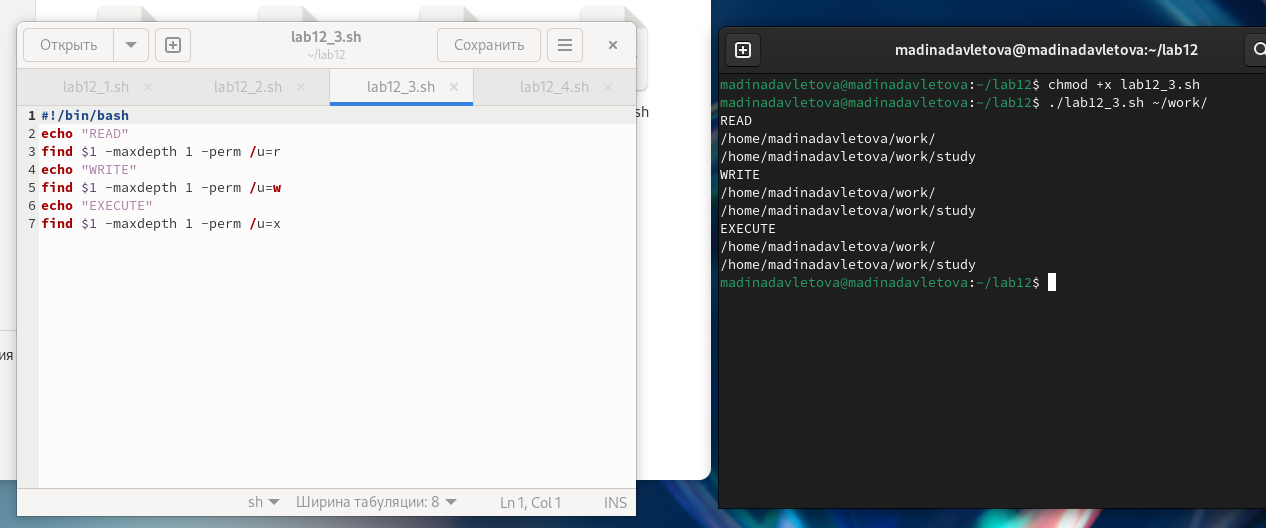 Открыть
lab12_3.sh
~/lab12
Сохранить
lab12_1.sh
lab12_2.sh
lab12_3.sh
lab12_4.sh
1 #!/bin/bash
2 echo "READ"
3 find $1 -maxdepth 1 -perm /u=r
4 echo "WRITE"
5 find $1 -maxdepth 1 -perm /u=w
6 echo "EXECUTE"
7 find $1 -maxdepth 1 -perm /u=x
sh
Ширина табуляции: 8
Ln 1, Col 1
INS
sh
ия
madinadavletova@madinadavletova:~/lab12
madinadavletova@madinadavletova:~/lab12$ chmod +x lab12_3.sh
madinadavletova@madinadavletova:~/lab12$ ./lab12_3.sh ~/work/
READ
/home/madinadavletova/work/
/home/madinadavletova/work/study
WRITE
/home/madinadavletova/work/
/home/madinadavletova/work/study
EXECUTE
/home/madinadavletova/work/
/home/madinadavletova/work/study
madinadavletova@madinadavletova:~/lab12$